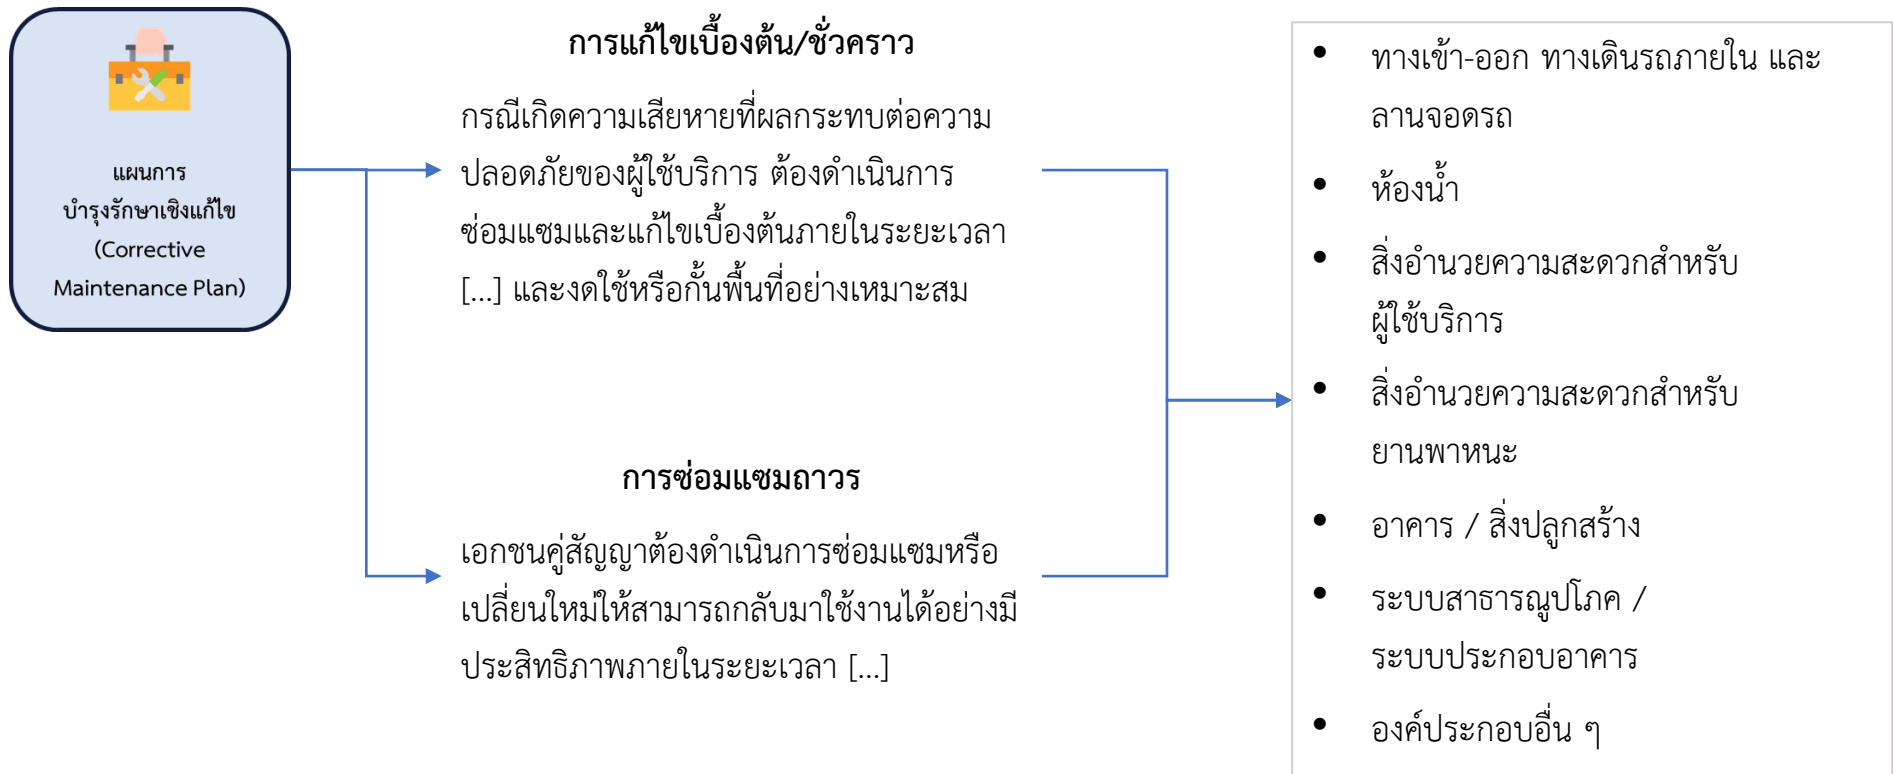 แผนการ
บำรุงรักษาเชิงแก้ไข
(Corrective
Maintenance Plan)
การแก้ไขเบื้องต้น/ชั่วคราว
กรณีเกิดความเสียหายที่ผลกระทบต่อความ
ปลอดภัยของผู้ใช้บริการ ต้องดำเนินการ
ซ่อมแซมและแก้ไขเบื้องต้นภายในระยะเวลา
[...] และงดใช้หรือกั้นพื้นที่อย่างเหมาะสม
การซ่อมแซมถาวร
เอกชนคู่สัญญาต้องดำเนินการซ่อมแซมหรือ
เปลี่ยนใหม่ให้สามารถกลับมาใช้งานได้อย่างมี
ประสิทธิภาพภายในระยะเวลา [...]
• ทางเข้า-ออก ทางเดินรถภายใน และ
ลานจอดรถ
• ห้องน้ำ
• สิ่งอำนวยความสะดวกสำหรับ
ผู้ใช้บริการ
• สิ่งอำนวยความสะดวกสำหรับ
ยานพาหนะ
• อาคาร / สิ่งปลูกสร้าง
• ระบบสาธารณูปโภค /
ระบบประกอบอาคาร
• องค์ประกอบอื่น ๆ